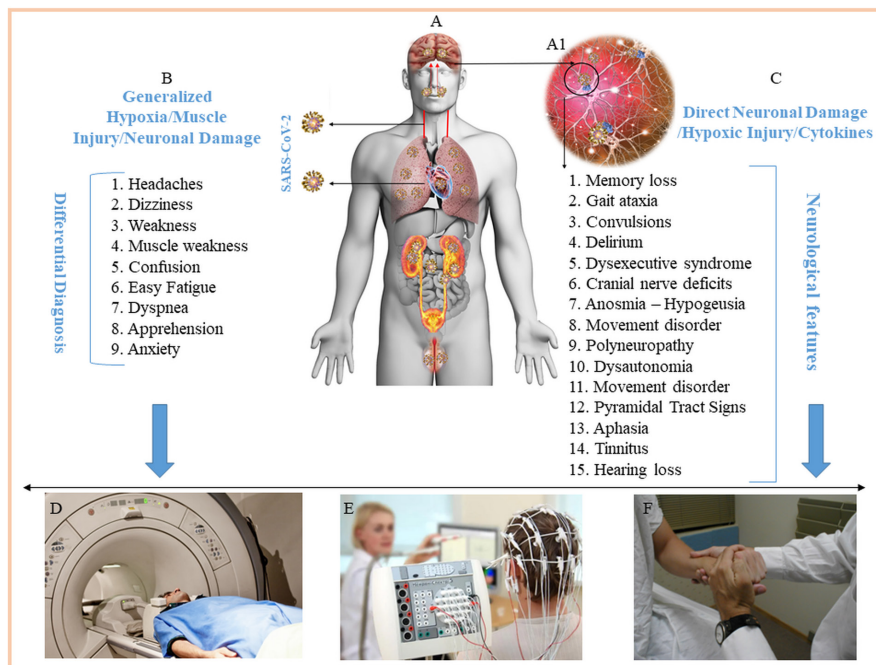 A
A1
B
Generalized
Hypoxia/Muscle
Injury/Neuronal Damage
SARS-CoV-2
C
Direct Neuronal Damage
/Hypoxic Injury/Cytokines
Differential Diagnosis
1. Headaches
2. Dizziness
3. Weakness
4. Muscle weakness
5. Confusion
6. Easy Fatigue
7. Dyspnea
8. Apprehension
9. Anxiety
1. Memory loss
2. Gait ataxia
3. Convulsions
4. Delirium
5. Dysexecutive syndrome
6. Cranial nerve deficits
7. Anosmia – Hypogeusia
8. Movement disorder
9. Polyneuropathy
10. Dysautonomia
11. Movement disorder
12. Pyramidal Tract Signs
13. Aphasia
14. Tinnitus
15. Hearing loss
Neurological features
D
E
F